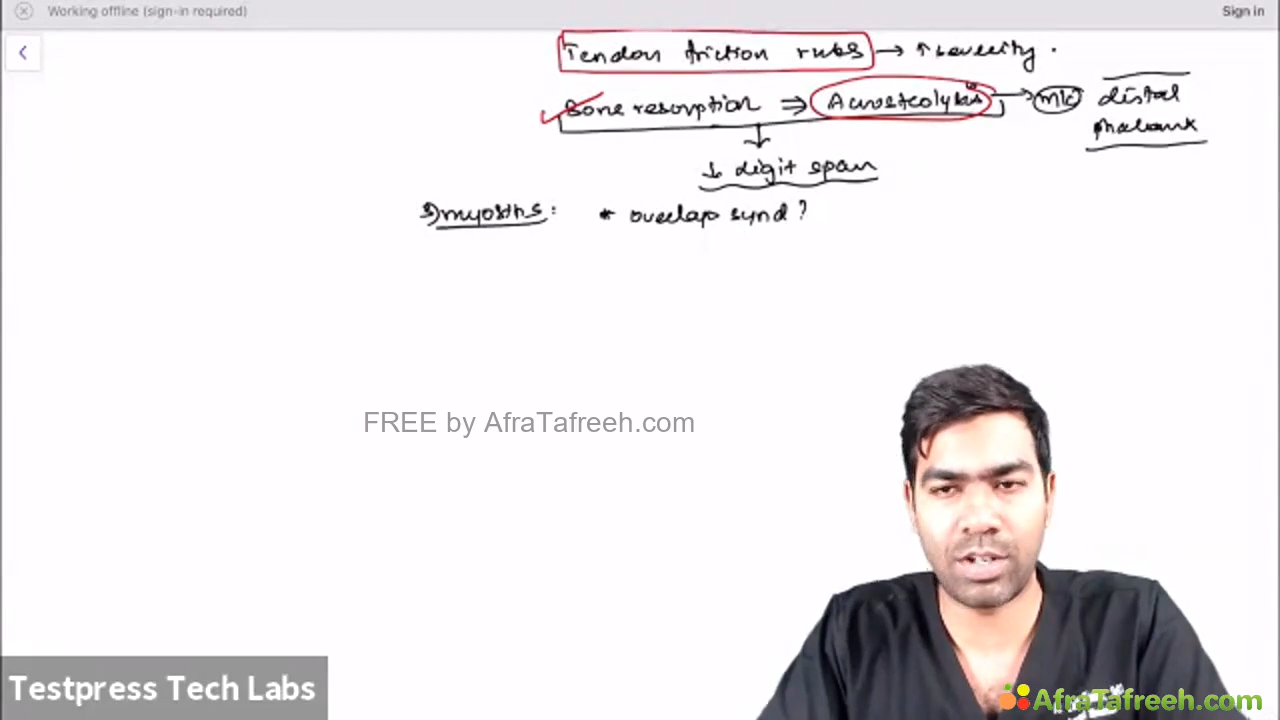 Working offline (sign-in required)
Sign in
Tendon friction rubs → ↑ severity .
Bone resorption ⇒ Acroosteolysis → m/c distal
phalanx
↓ digit span
3) myositis : * overlap synd ?
FREE by AfraTafreeh.com
Testpress Tech Labs
AfraTafreeh.com